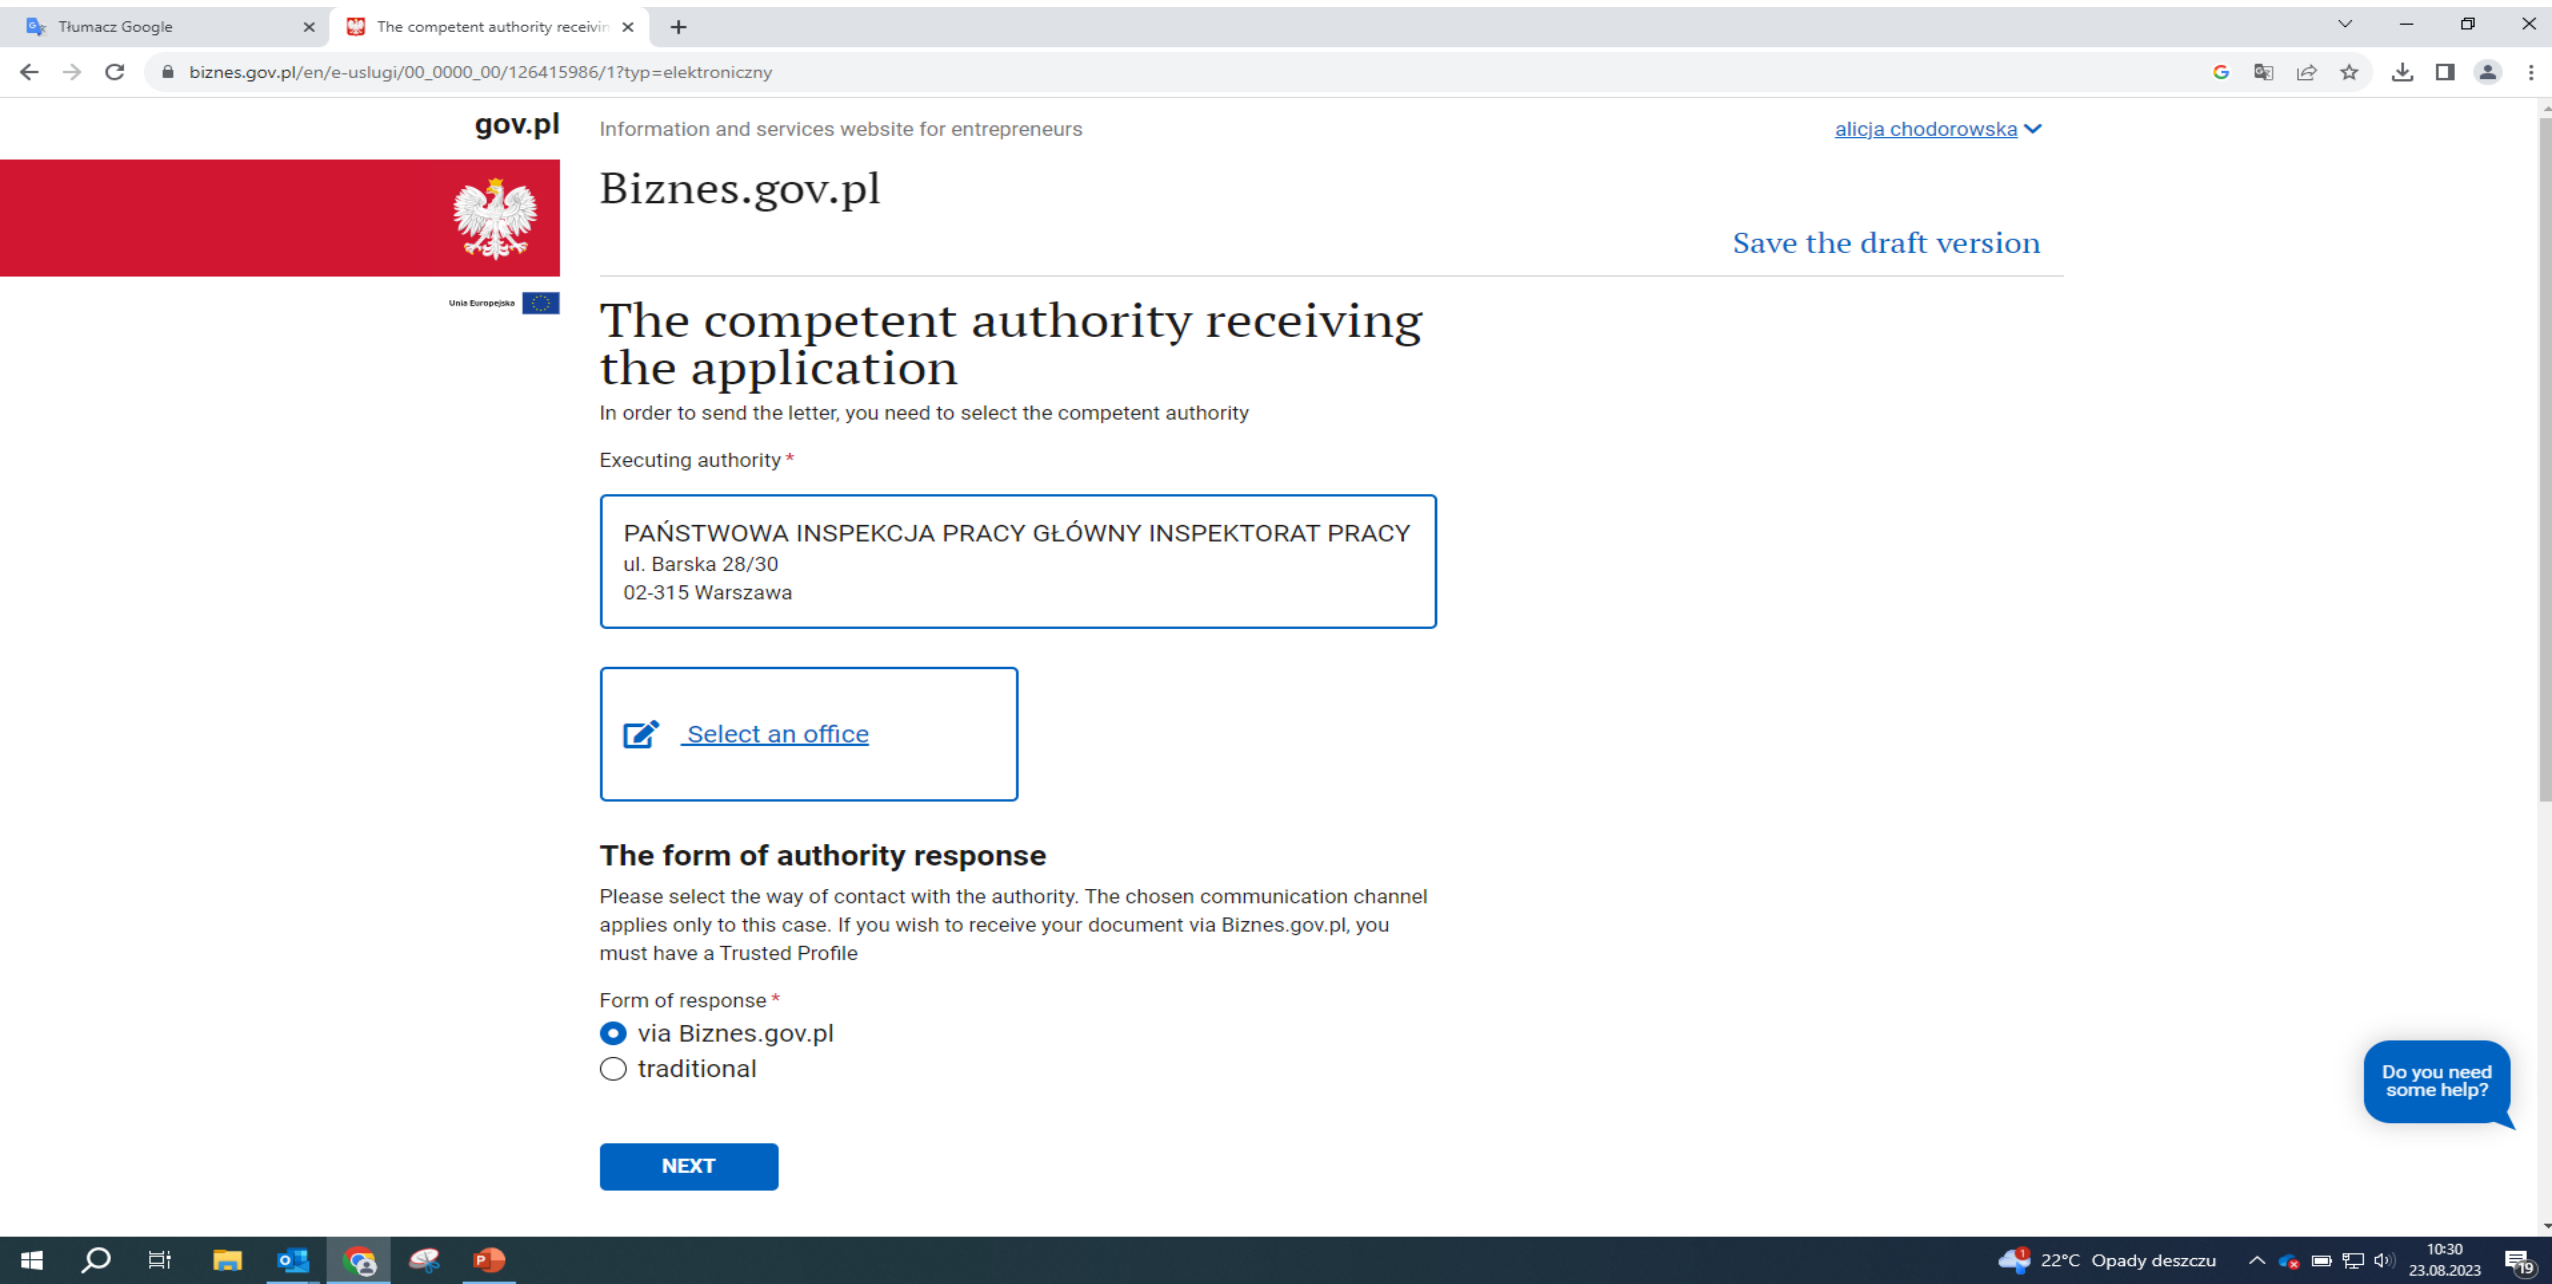 Tłumacz Google
The competent authority receivin
biznes.gov.pl/en/e-uslugi/00_0000_00/126415986/1?typ=elektroniczny
gov.pl
Information and services website for entrepreneurs
alicja chodorowska
Biznes.gov.pl
Save the draft version
Unia Europejska
The competent authority receiving
the application
In order to send the letter, you need to select the competent authority
Executing authority *
PAŃSTWOWA INSPEKCJA PRACY GŁÓWNY INSPEKTORAT PRACY
ul. Barska 28/30
02-315 Warszawa
Select an office
The form of authority response
Please select the way of contact with the authority. The chosen communication channel
applies only to this case. If you wish to receive your document via Biznes.gov.pl, you
must have a Trusted Profile
Form of response *
via Biznes.gov.pl
traditional
Do you need
some help?
NEXT
1
22°C Opady deszczu
10:30
23.08.2023
19